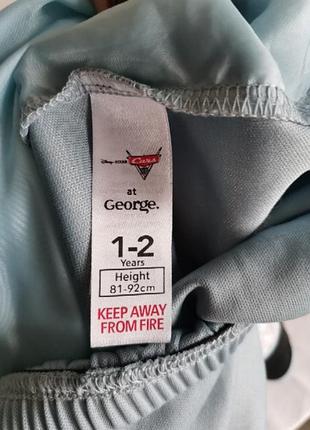 Disney·PIXAR
Cars
at
George.
1-2
Years
Height
81-92cm
KEEP AWAY
FROM FIRE